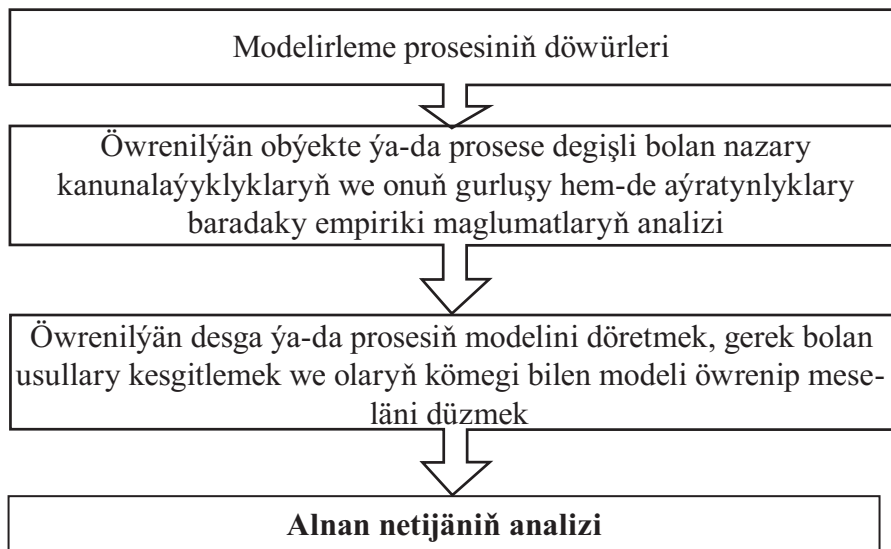 Modelirleme prosesiniň döwürleri
Öwrenilýän obýekte ýa-da prosese degişli bolan nazary
kanunalaýyklyklaryň we onuň gurluşy hem-de aýratynlyklary
baradaky empiriki maglumatlaryň analizi
Öwrenilýän desga ýa-da prosesiň modelini döretmek, gerek bolan
usullary kesgitlemek we olaryň kömegi bilen modeli öwrenip mese-
läni düzmek
Alnan netijäniň analizi